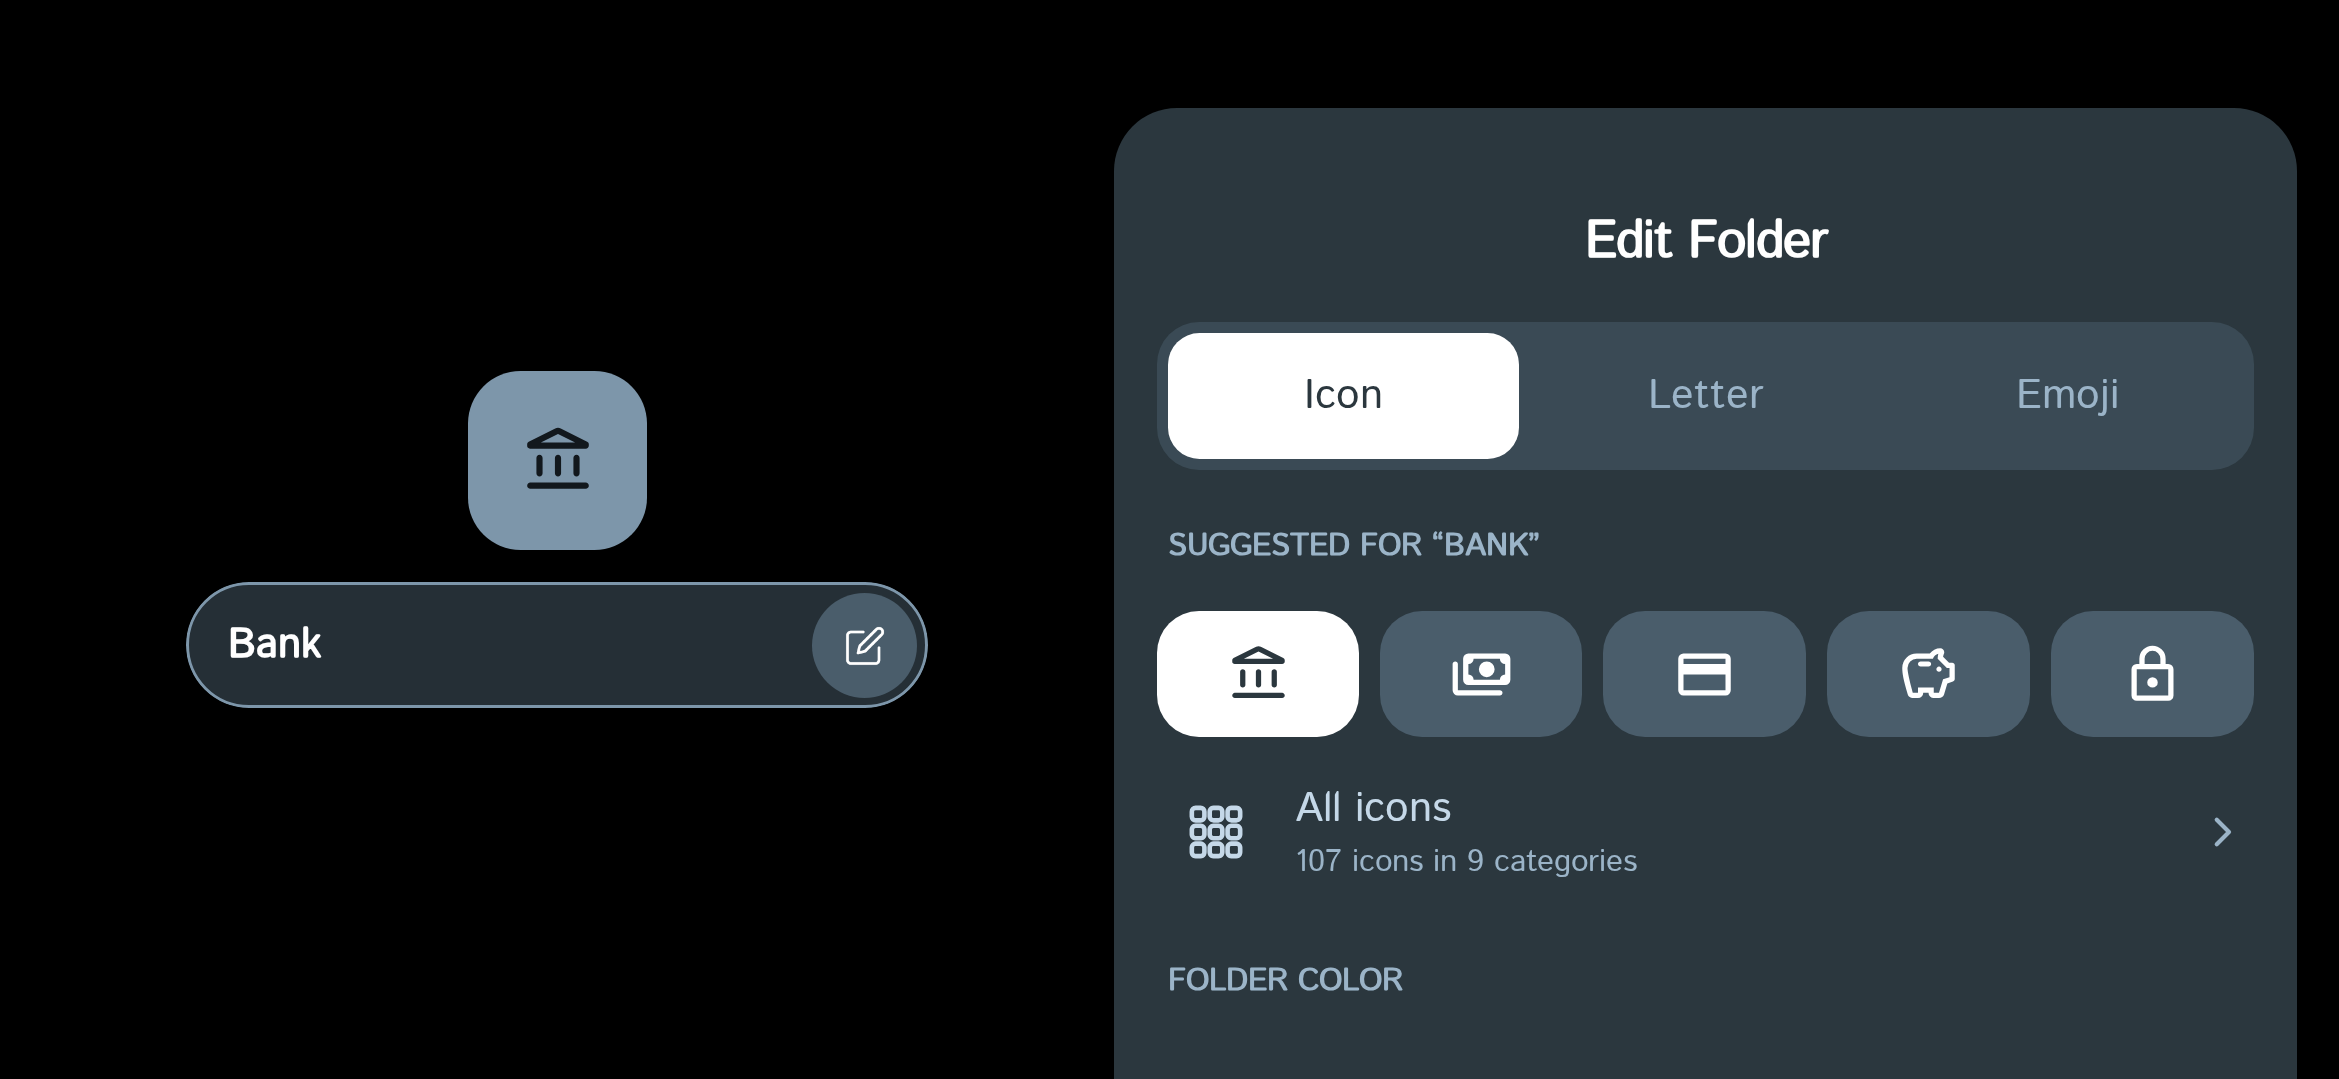 Bank
Edit Folder
Icon
Letter
Emoji
SUGGESTED FOR “BANK”
All icons
107 icons in 9 categories
FOLDER COLOR